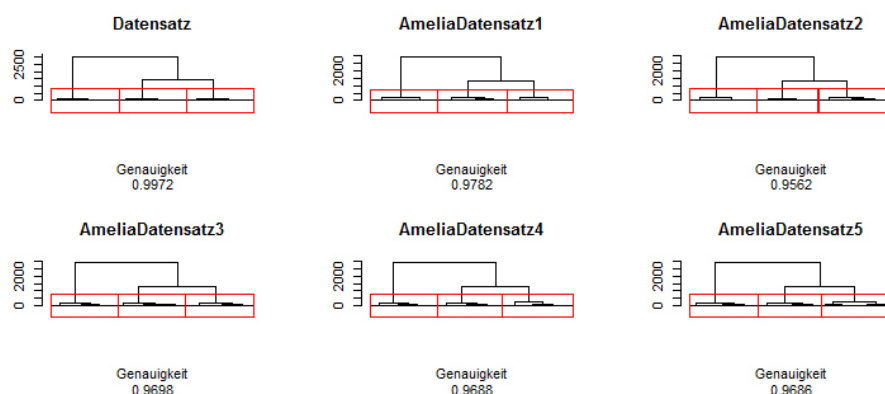 Datensatz
2500
0
Genauigkeit
0.9972
AmeliaDatensatz1
2000
0
Genauigkeit
0.9782
AmeliaDatensatz2
2000
0
Genauigkeit
0.9562
AmeliaDatensatz3
2000
0
Genauigkeit
0.9698
AmeliaDatensatz4
2000
0
Genauigkeit
0.9688
AmeliaDatensatz5
2000
0
Genauigkeit
0.9686